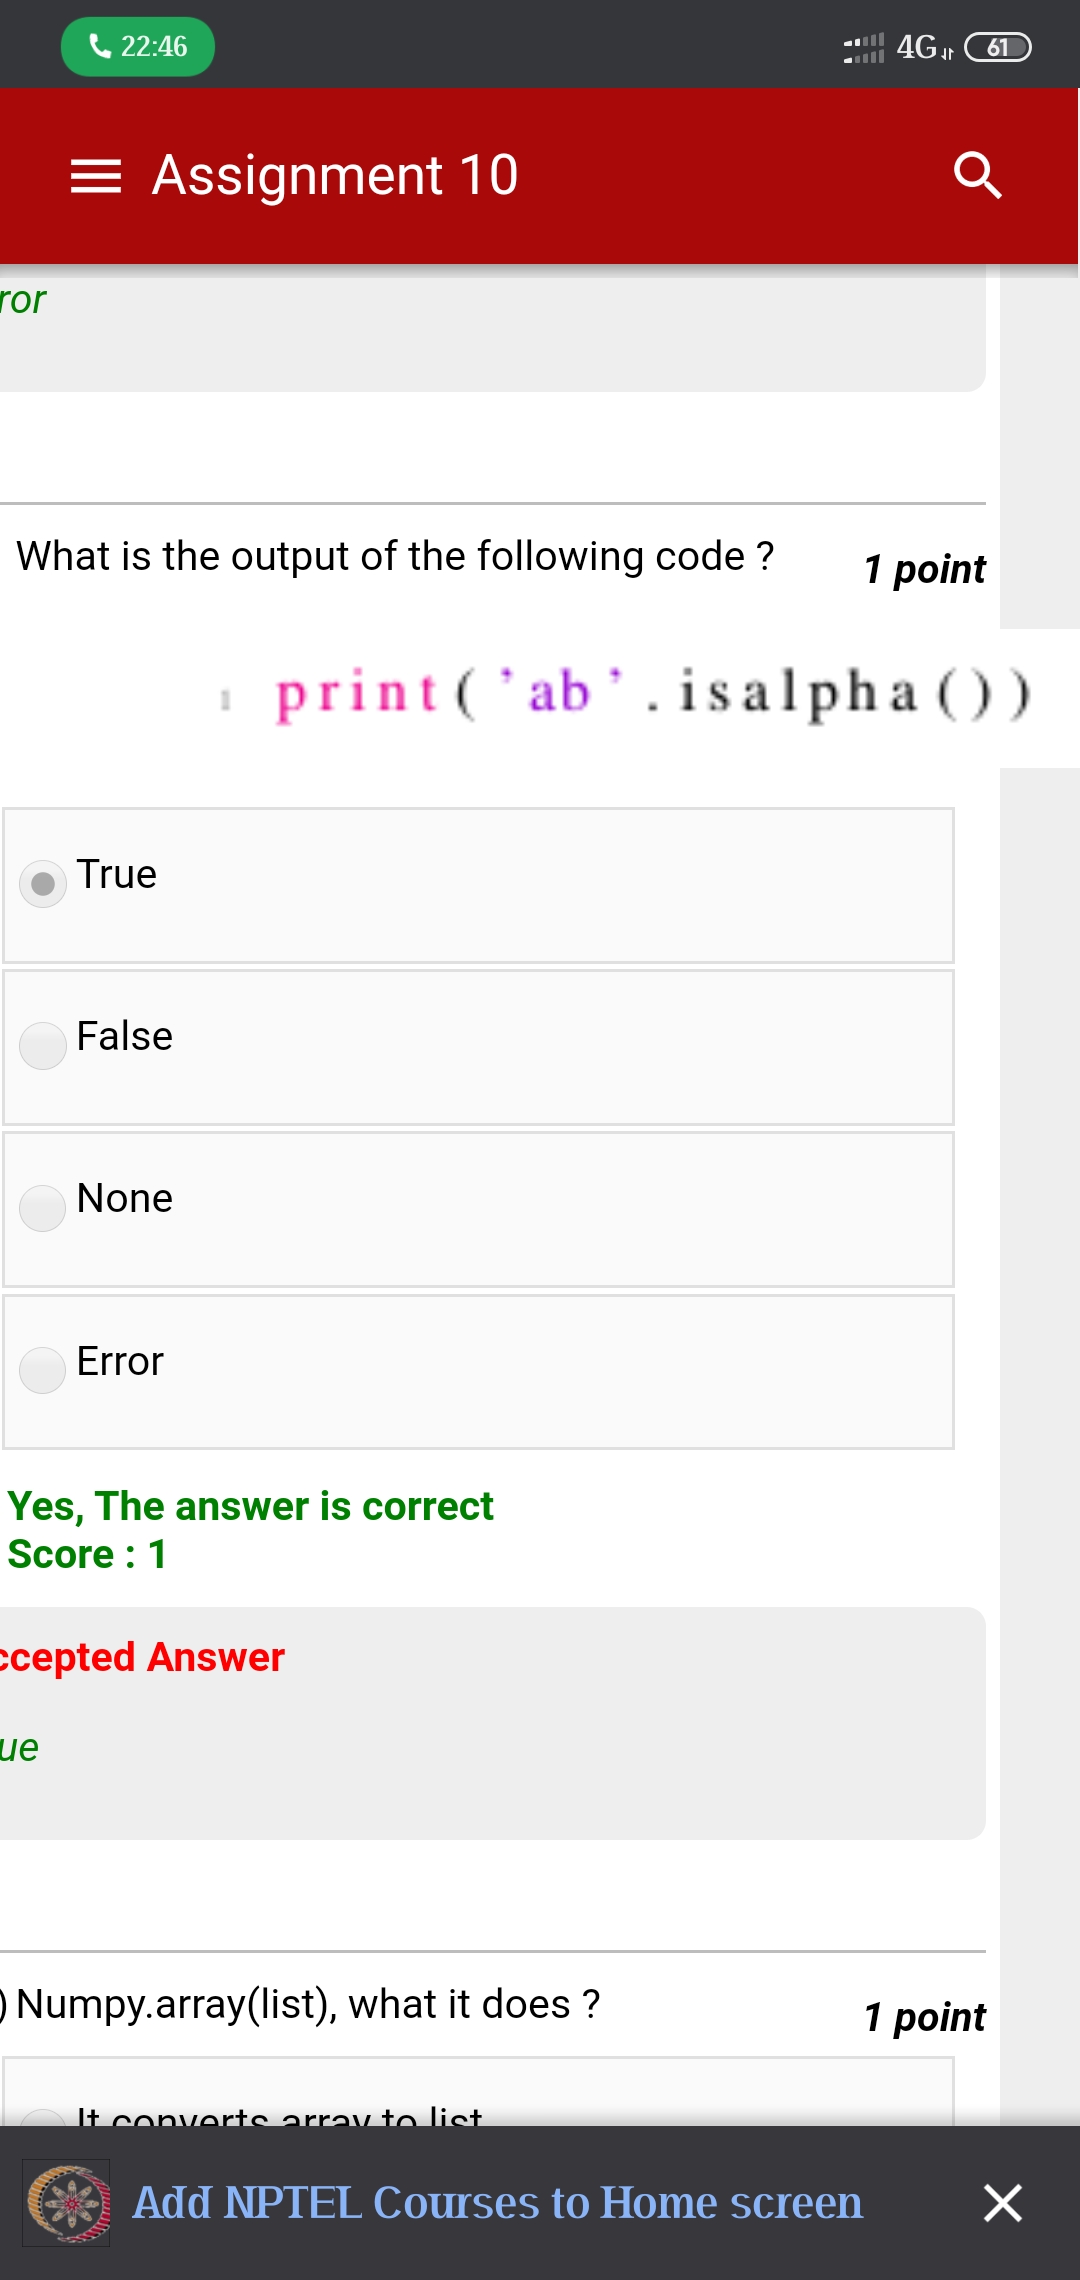 22:46 4G 61
Assignment 10
ror
What is the output of the following code ? 1 point
1 print('ab'.isalpha())
True
False
None
Error
Yes, The answer is correct
Score : 1
ccepted Answer
ue
) Numpy.array(list), what it does ? 1 point
It converts array to list
Add NPTEL Courses to Home screen